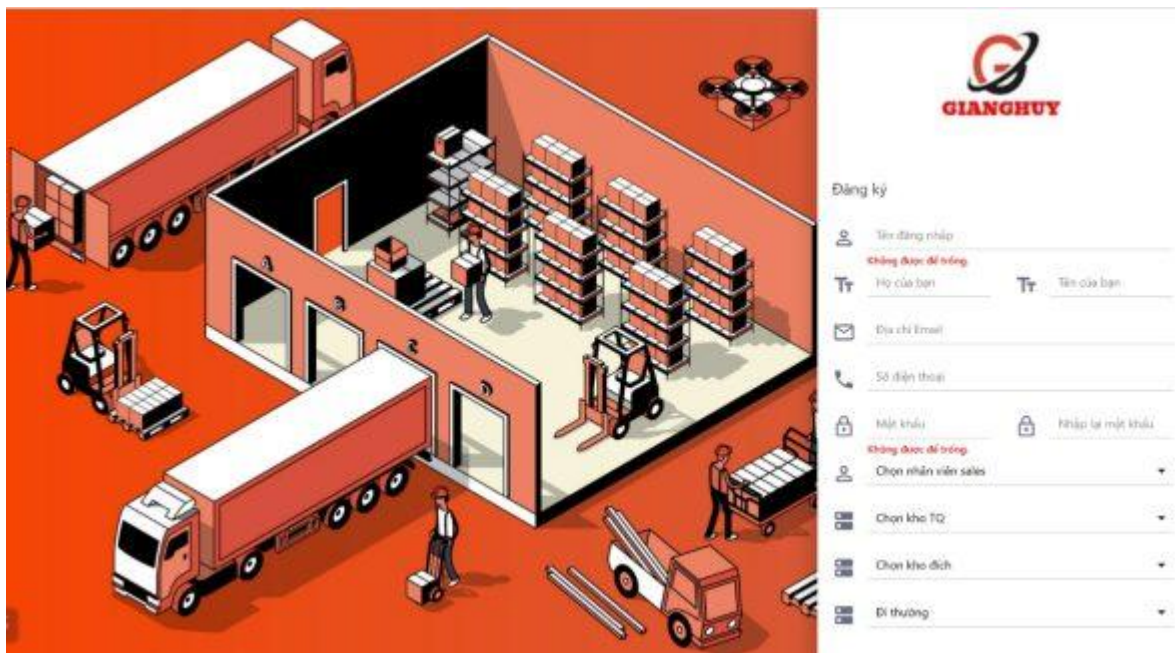 GIANGHUY
Đăng ký
Tên đăng nhập
Không được để trống.
Họ của bạn Tên của bạn
Địa chỉ Email
Số điện thoại
Mật khẩu Nhập lại mật khẩu
Không được để trống.
Chọn nhân viên sales
Chọn kho TQ
Chọn kho đích
Đi thường
A
B
C
D